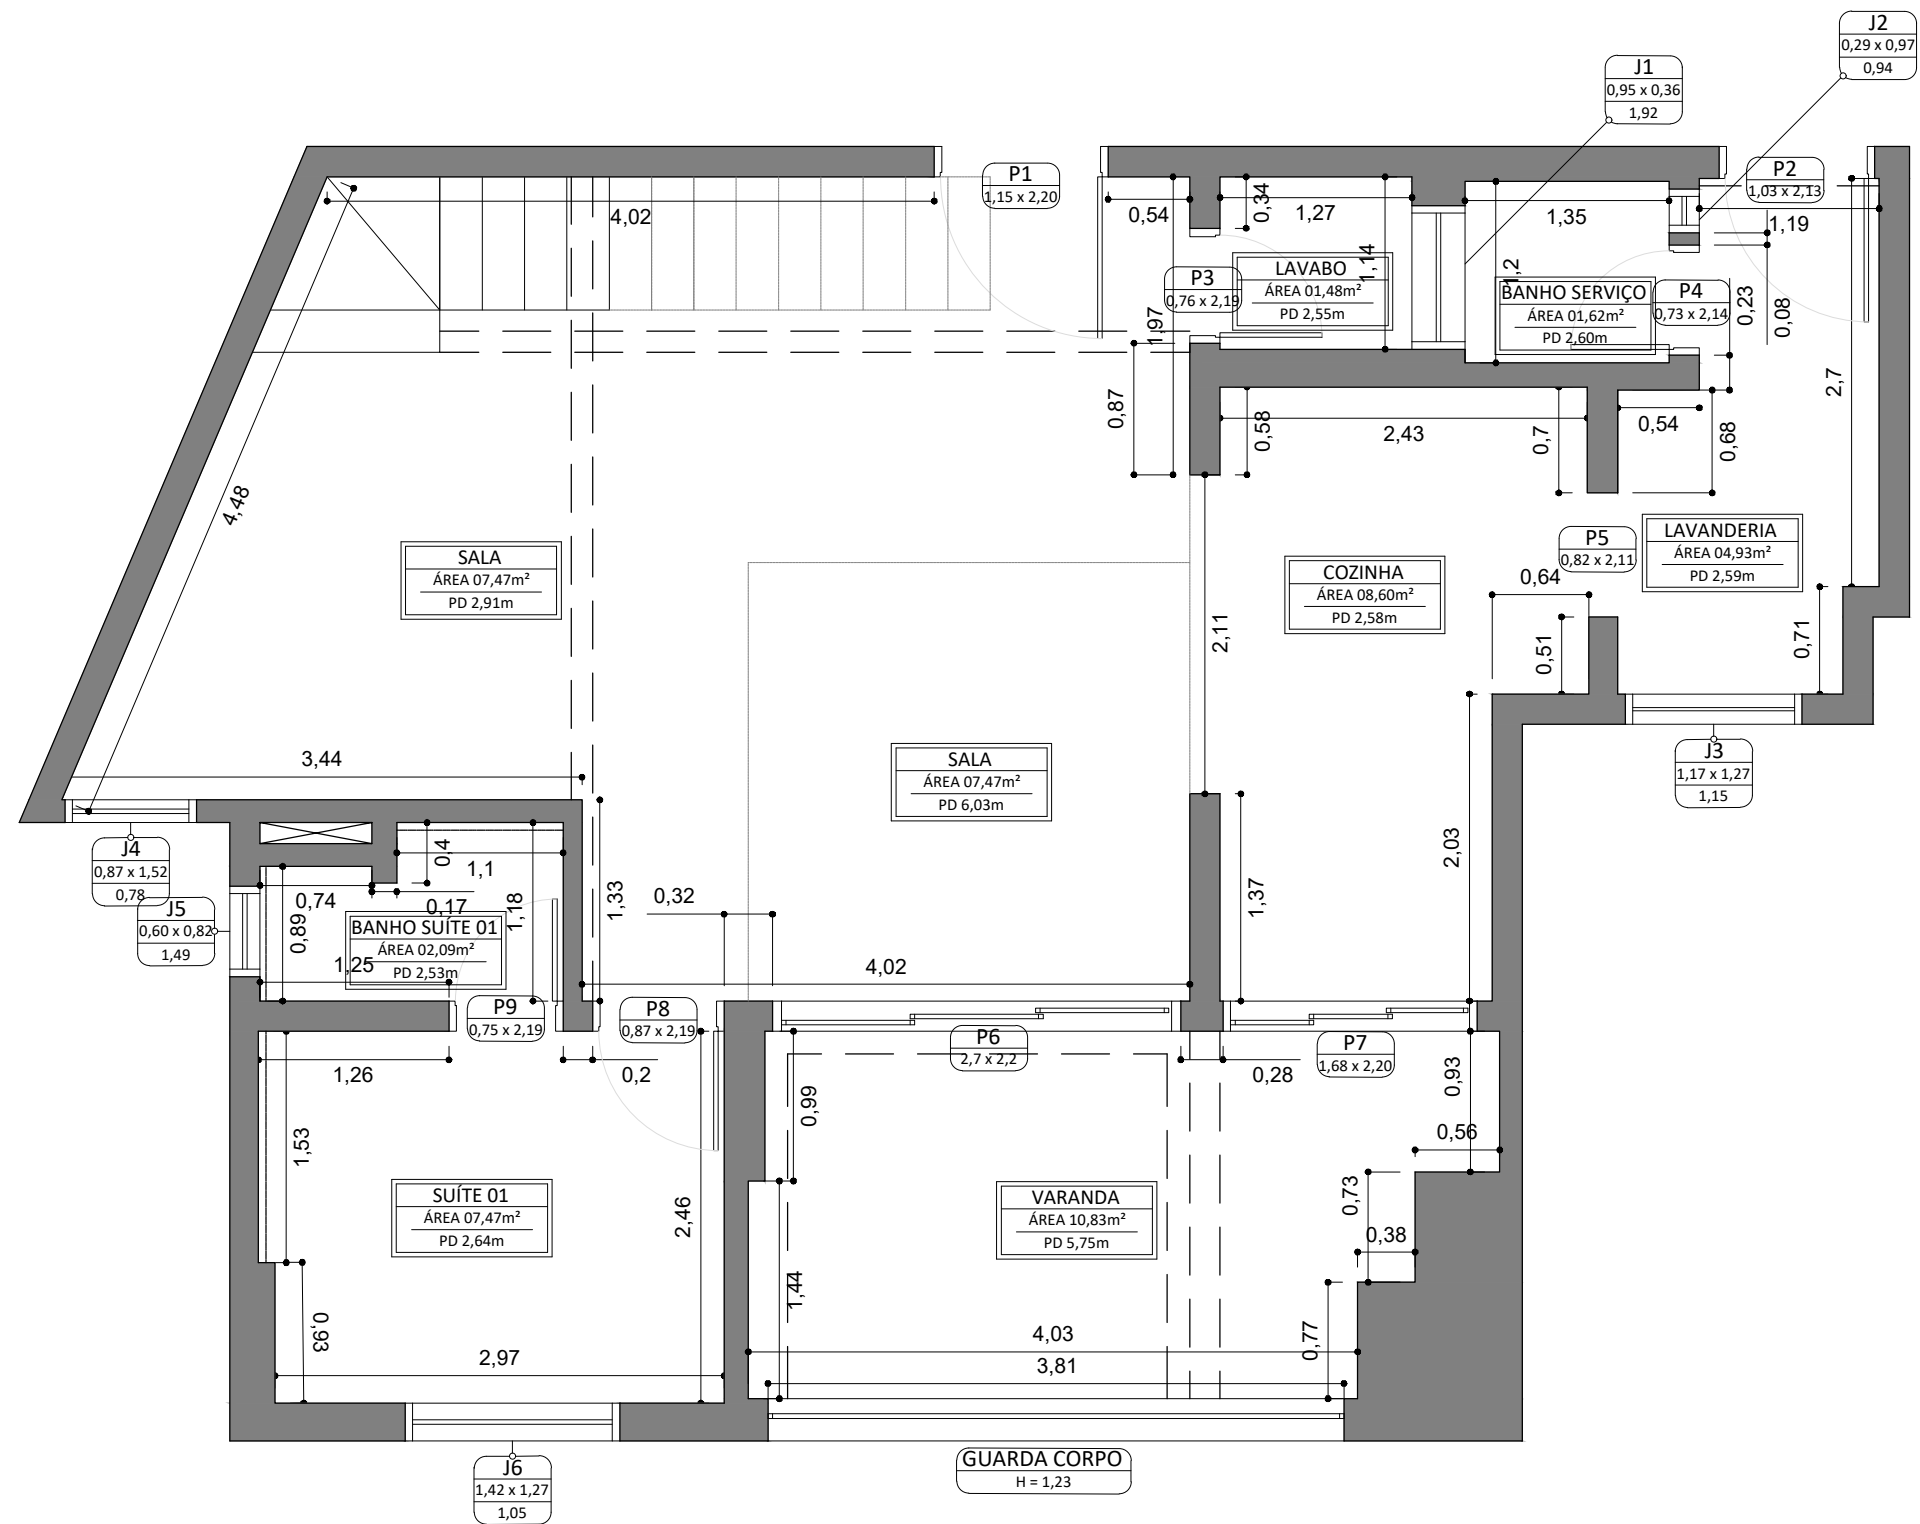 J2
0,29 x 0,97
0,94
J1
0,95 x 0,36
1,92
P1
1,15 x 2,20
P2
1,03 x 2,13
4,02
0,54
0,34
1,27
1,35
1,19
LAVABO
ÁREA 01,48m²
PD 2,55m
1,14
P3
0,76 x 2,19
1,2
BANHO SERVIÇO
ÁREA 01,62m²
PD 2,60m
P4
0,73 x 2,14
0,23
0,08
1,97
0,87
0,58
2,43
0,7
0,54
0,68
2,7
4,48
SALA
ÁREA 07,47m²
PD 2,91m
COZINHA
ÁREA 08,60m²
PD 2,58m
P5
0,82 x 2,11
LAVANDERIA
ÁREA 04,93m²
PD 2,59m
0,64
2,11
0,51
0,71
3,44
SALA
ÁREA 07,47m²
PD 6,03m
J3
1,17 x 1,27
1,15
J4
0,87 x 1,52
0,78
0,4
1,1
2,03
J5
0,60 x 0,82
1,49
0,74
0,17
0,89
1,18
1,33
0,32
1,37
BANHO SUÍTE 01
ÁREA 02,09m²
PD 2,53m
1,25
4,02
P9
0,75 x 2,19
P8
0,87 x 2,19
P6
2,7 x 2,2
P7
1,68 x 2,20
1,26
0,2
0,28
0,93
0,99
1,53
0,56
SUÍTE 01
ÁREA 07,47m²
PD 2,64m
2,46
VARANDA
ÁREA 10,83m²
PD 5,75m
0,73
0,38
1,44
0,93
4,03
0,77
2,97
3,81
GUARDA CORPO
H = 1,23
J6
1,42 x 1,27
1,05